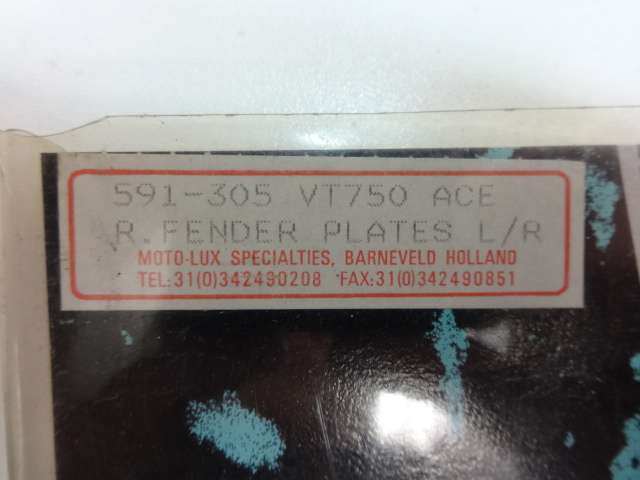 591-305 VT750 ACE
R.FENDER PLATES L/R
MOTO-LUX SPECIALTIES, BARNEVELD HOLLAND
TEL:31(0)342490208 FAX:31(0)342490851